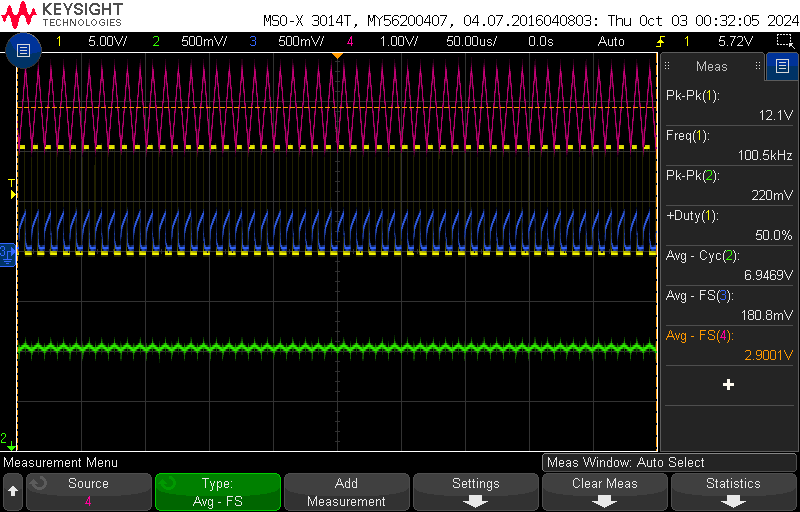 KEYSIGHT
TECHNOLOGIES
MSO-X 3014T, MY56200407, 04.07.2016040803: Thu Oct 03 00:32:05 2024
1 5.00V/ 2 500mV/ 3 500mV/ 4 1.00V/ 50.00us/ 0.0s Auto 1 5.72V
Meas
Pk-Pk(1):
12.1V
Freq(1):
100.5kHz
Pk-Pk(2):
220mV
+Duty(1):
50.0%
Avg - Cyc(2):
6.9469V
Avg - FS(3):
180.8mV
Avg - FS(4):
2.9001V
T
3
2
Measurement Menu
Meas Window: Auto Select
Source
4
Type:
Avg - FS
Add
Measurement
Settings
Clear Meas
Statistics